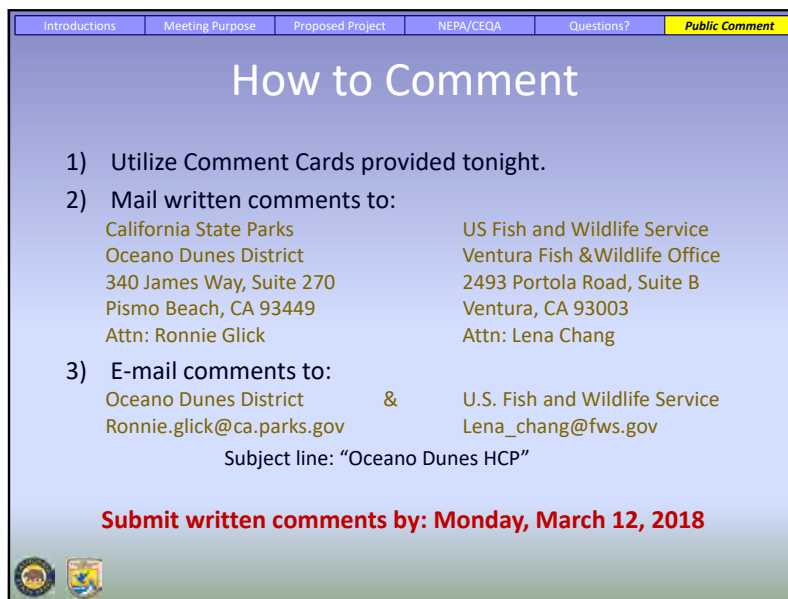 Introductions Meeting Purpose Proposed Project NEPA/CEQA Questions? Public Comment
How to Comment
1) Utilize Comment Cards provided tonight.
2) Mail written comments to:
California State Parks
Oceano Dunes District
340 James Way, Suite 270
Pismo Beach, CA 93449
Attn: Ronnie Glick
US Fish and Wildlife Service
Ventura Fish &Wildlife Office
2493 Portola Road, Suite B
Ventura, CA 93003
Attn: Lena Chang
3) E-mail comments to:
Oceano Dunes District & U.S. Fish and Wildlife Service
Ronnie.glick@ca.parks.gov Lena_chang@fws.gov
Subject line: “Oceano Dunes HCP”
Submit written comments by: Monday, March 12, 2018